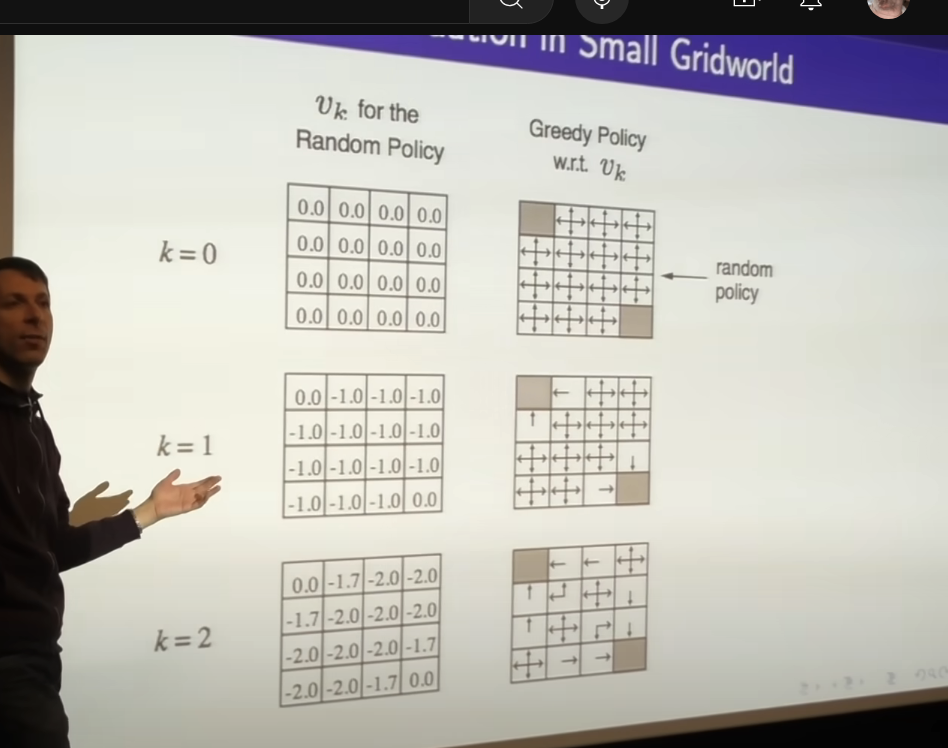 in Small Gridworld
vk for the
Random Policy
Greedy Policy
w.r.t. vk
k = 0
0.0 0.0 0.0 0.0
0.0 0.0 0.0 0.0
0.0 0.0 0.0 0.0
0.0 0.0 0.0 0.0
random
policy
k = 1
0.0 -1.0 -1.0 -1.0
-1.0 -1.0 -1.0 -1.0
-1.0 -1.0 -1.0 -1.0
-1.0 -1.0 -1.0 0.0
k = 2
0.0 -1.7 -2.0 -2.0
-1.7 -2.0 -2.0 -2.0
-2.0 -2.0 -2.0 -1.7
-2.0 -2.0 -1.7 0.0